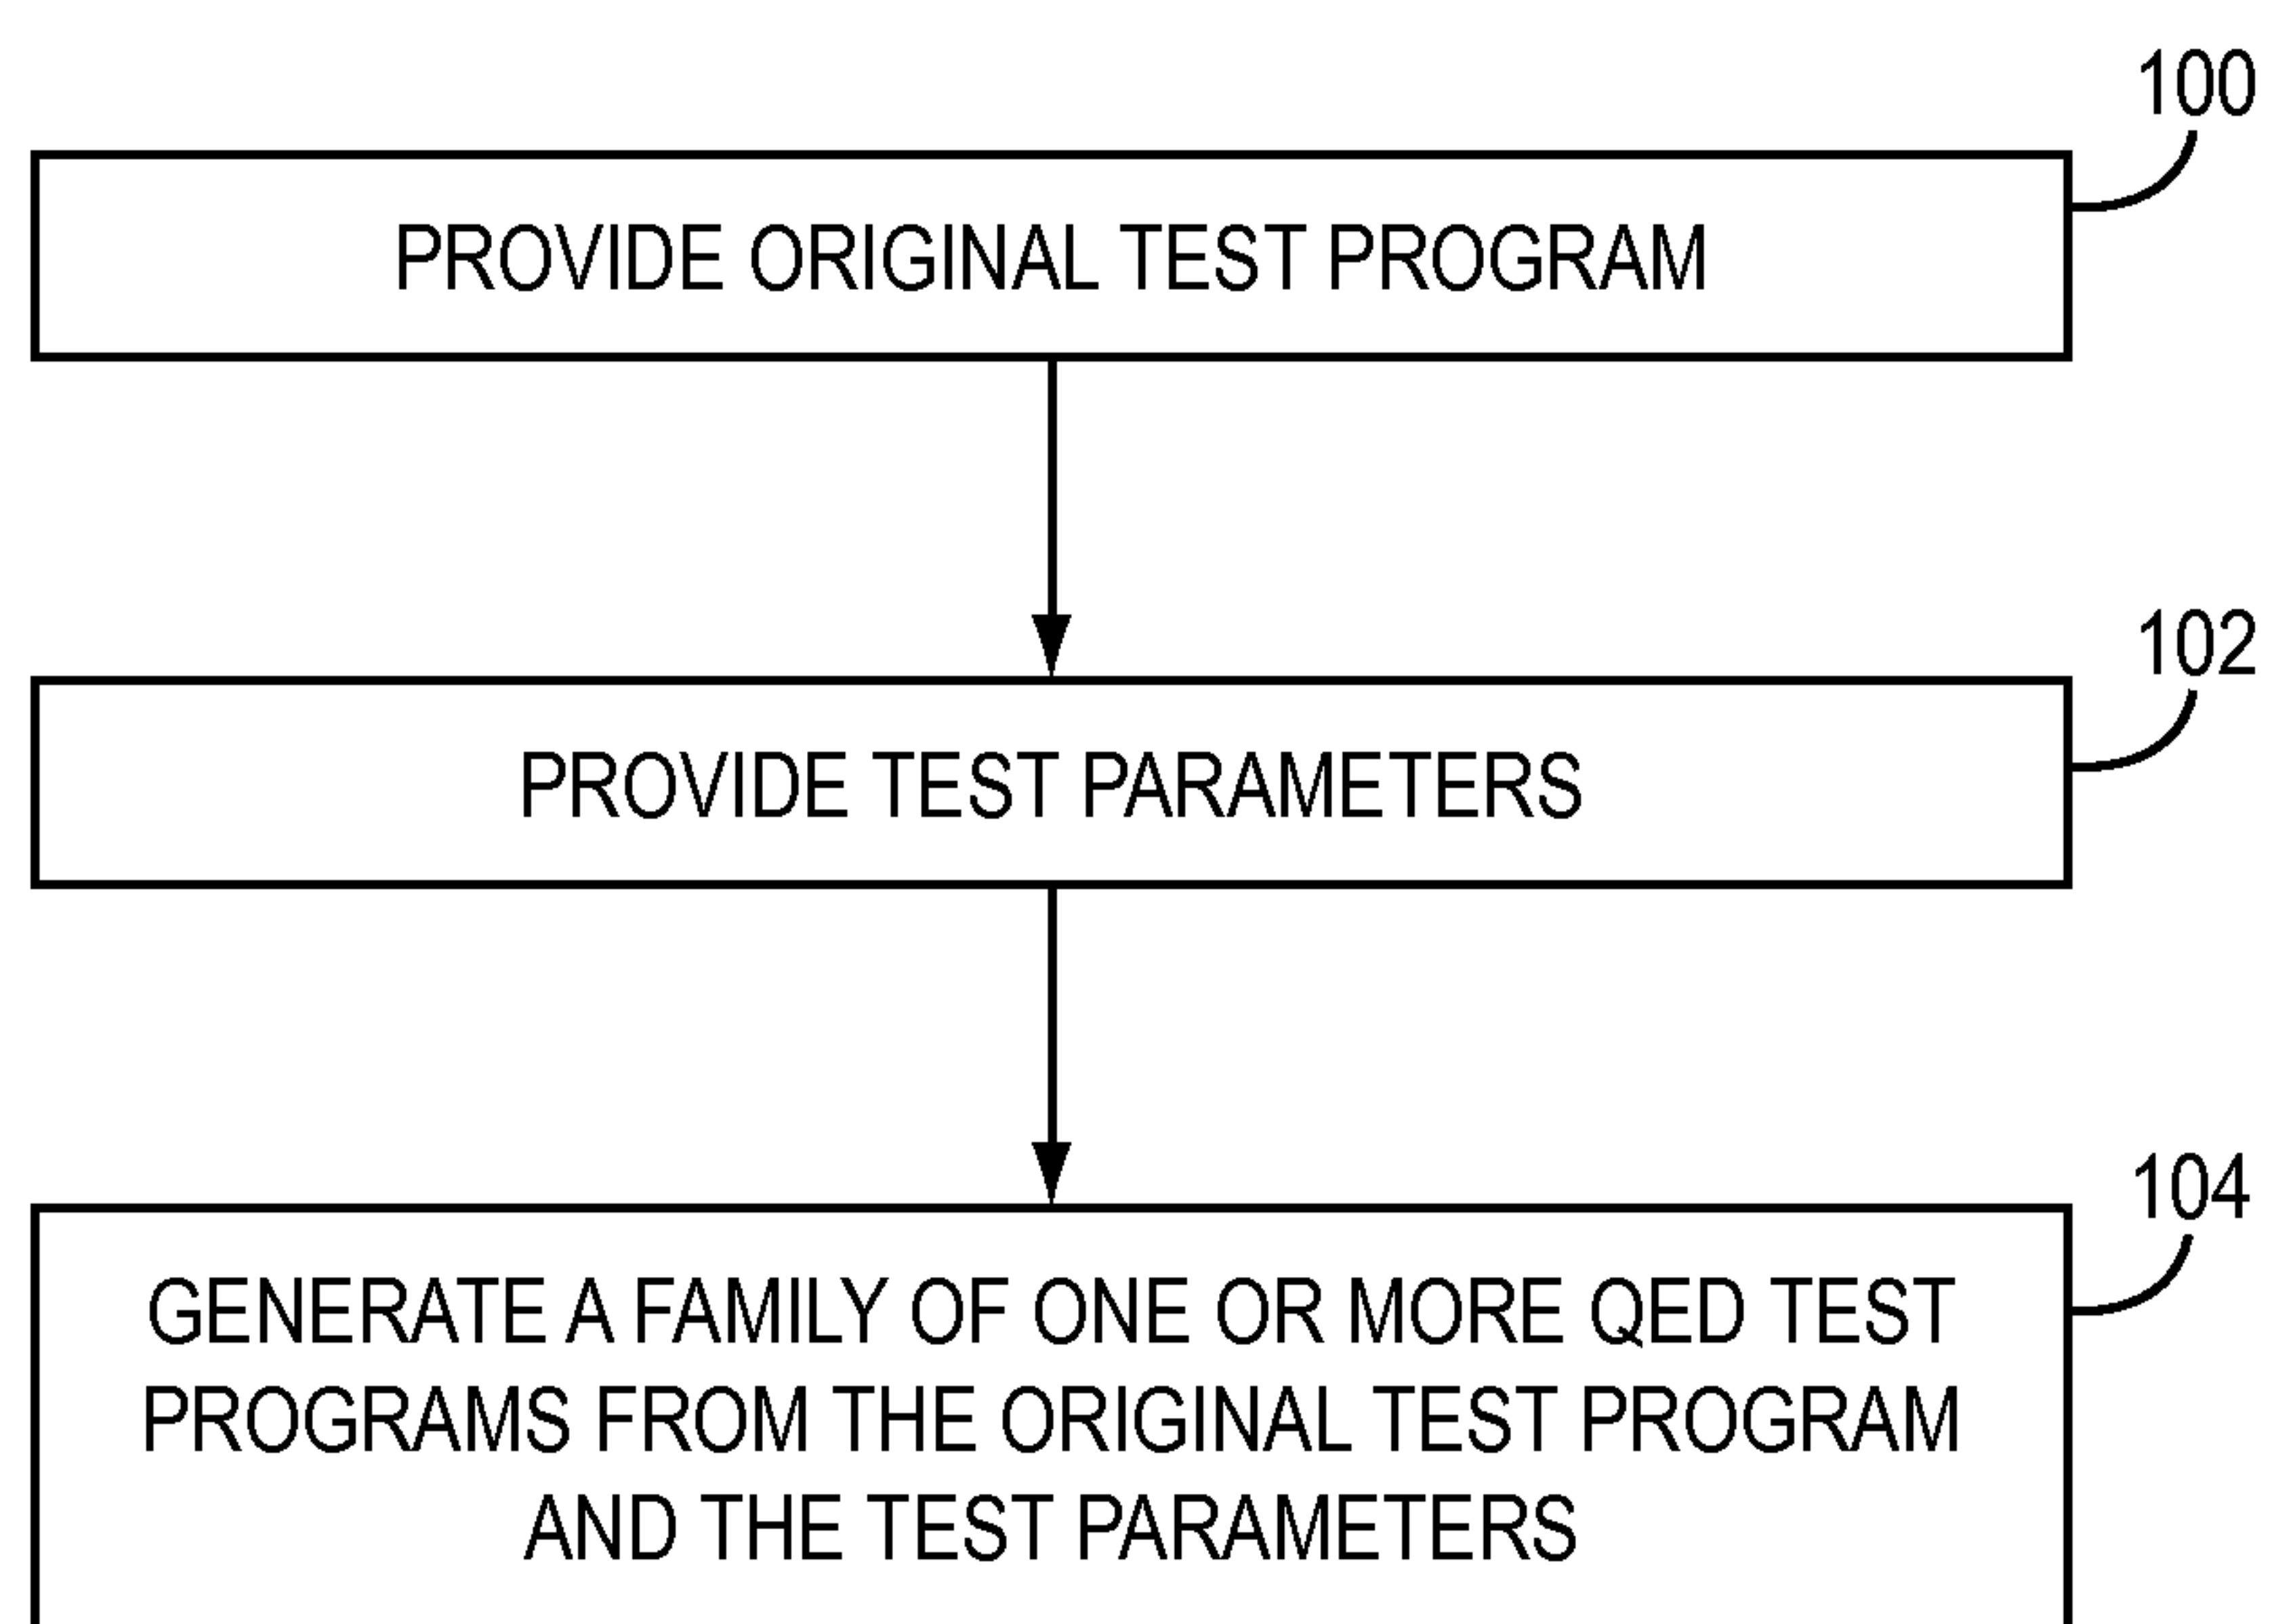 100
PROVIDE ORIGINAL TEST PROGRAM
102
PROVIDE TEST PARAMETERS
104
GENERATE A FAMILY OF ONE OR MORE QED TEST
PROGRAMS FROM THE ORIGINAL TEST PROGRAM
AND THE TEST PARAMETERS